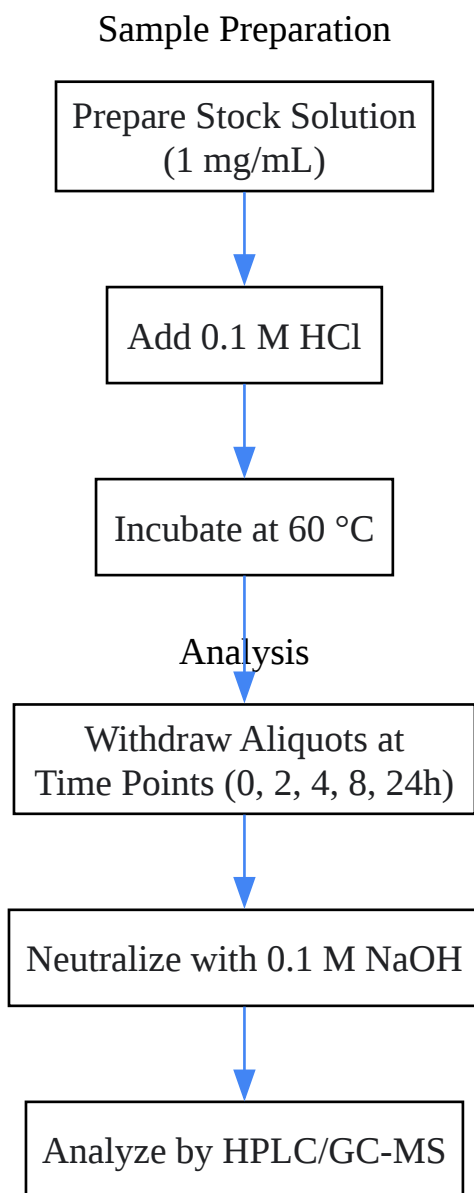 Sample Preparation
Prepare Stock Solution
(1 mg/mL)
Add 0.1 M HCl
Incubate at 60 °C
Analysis
Withdraw Aliquots at
Time Points (0, 2, 4, 8, 24h)
Neutralize with 0.1 M NaOH
Analyze by HPLC/GC-MS